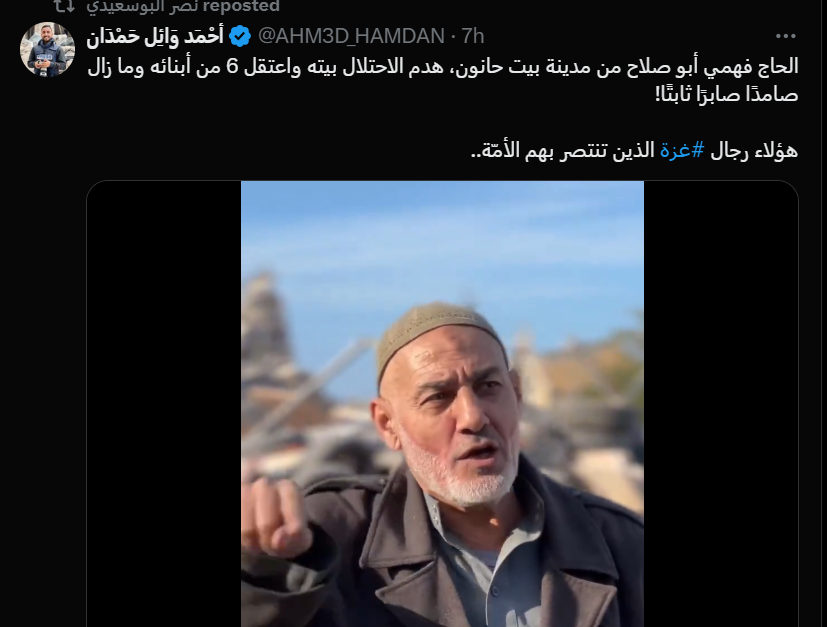 نصر البوسعيدي reposted
أحْمَد وَائِل حَمْدَان @AHM3D_HAMDAN · 7h
الحاج فهمي أبو صلاح من مدينة بيت حانون، هدم الاحتلال بيته واعتقل 6 من أبنائه وما زال
صامدًا صابرًا ثابتًا!
هؤلاء رجال #غزة الذين تنتصر بهم الأمّة..